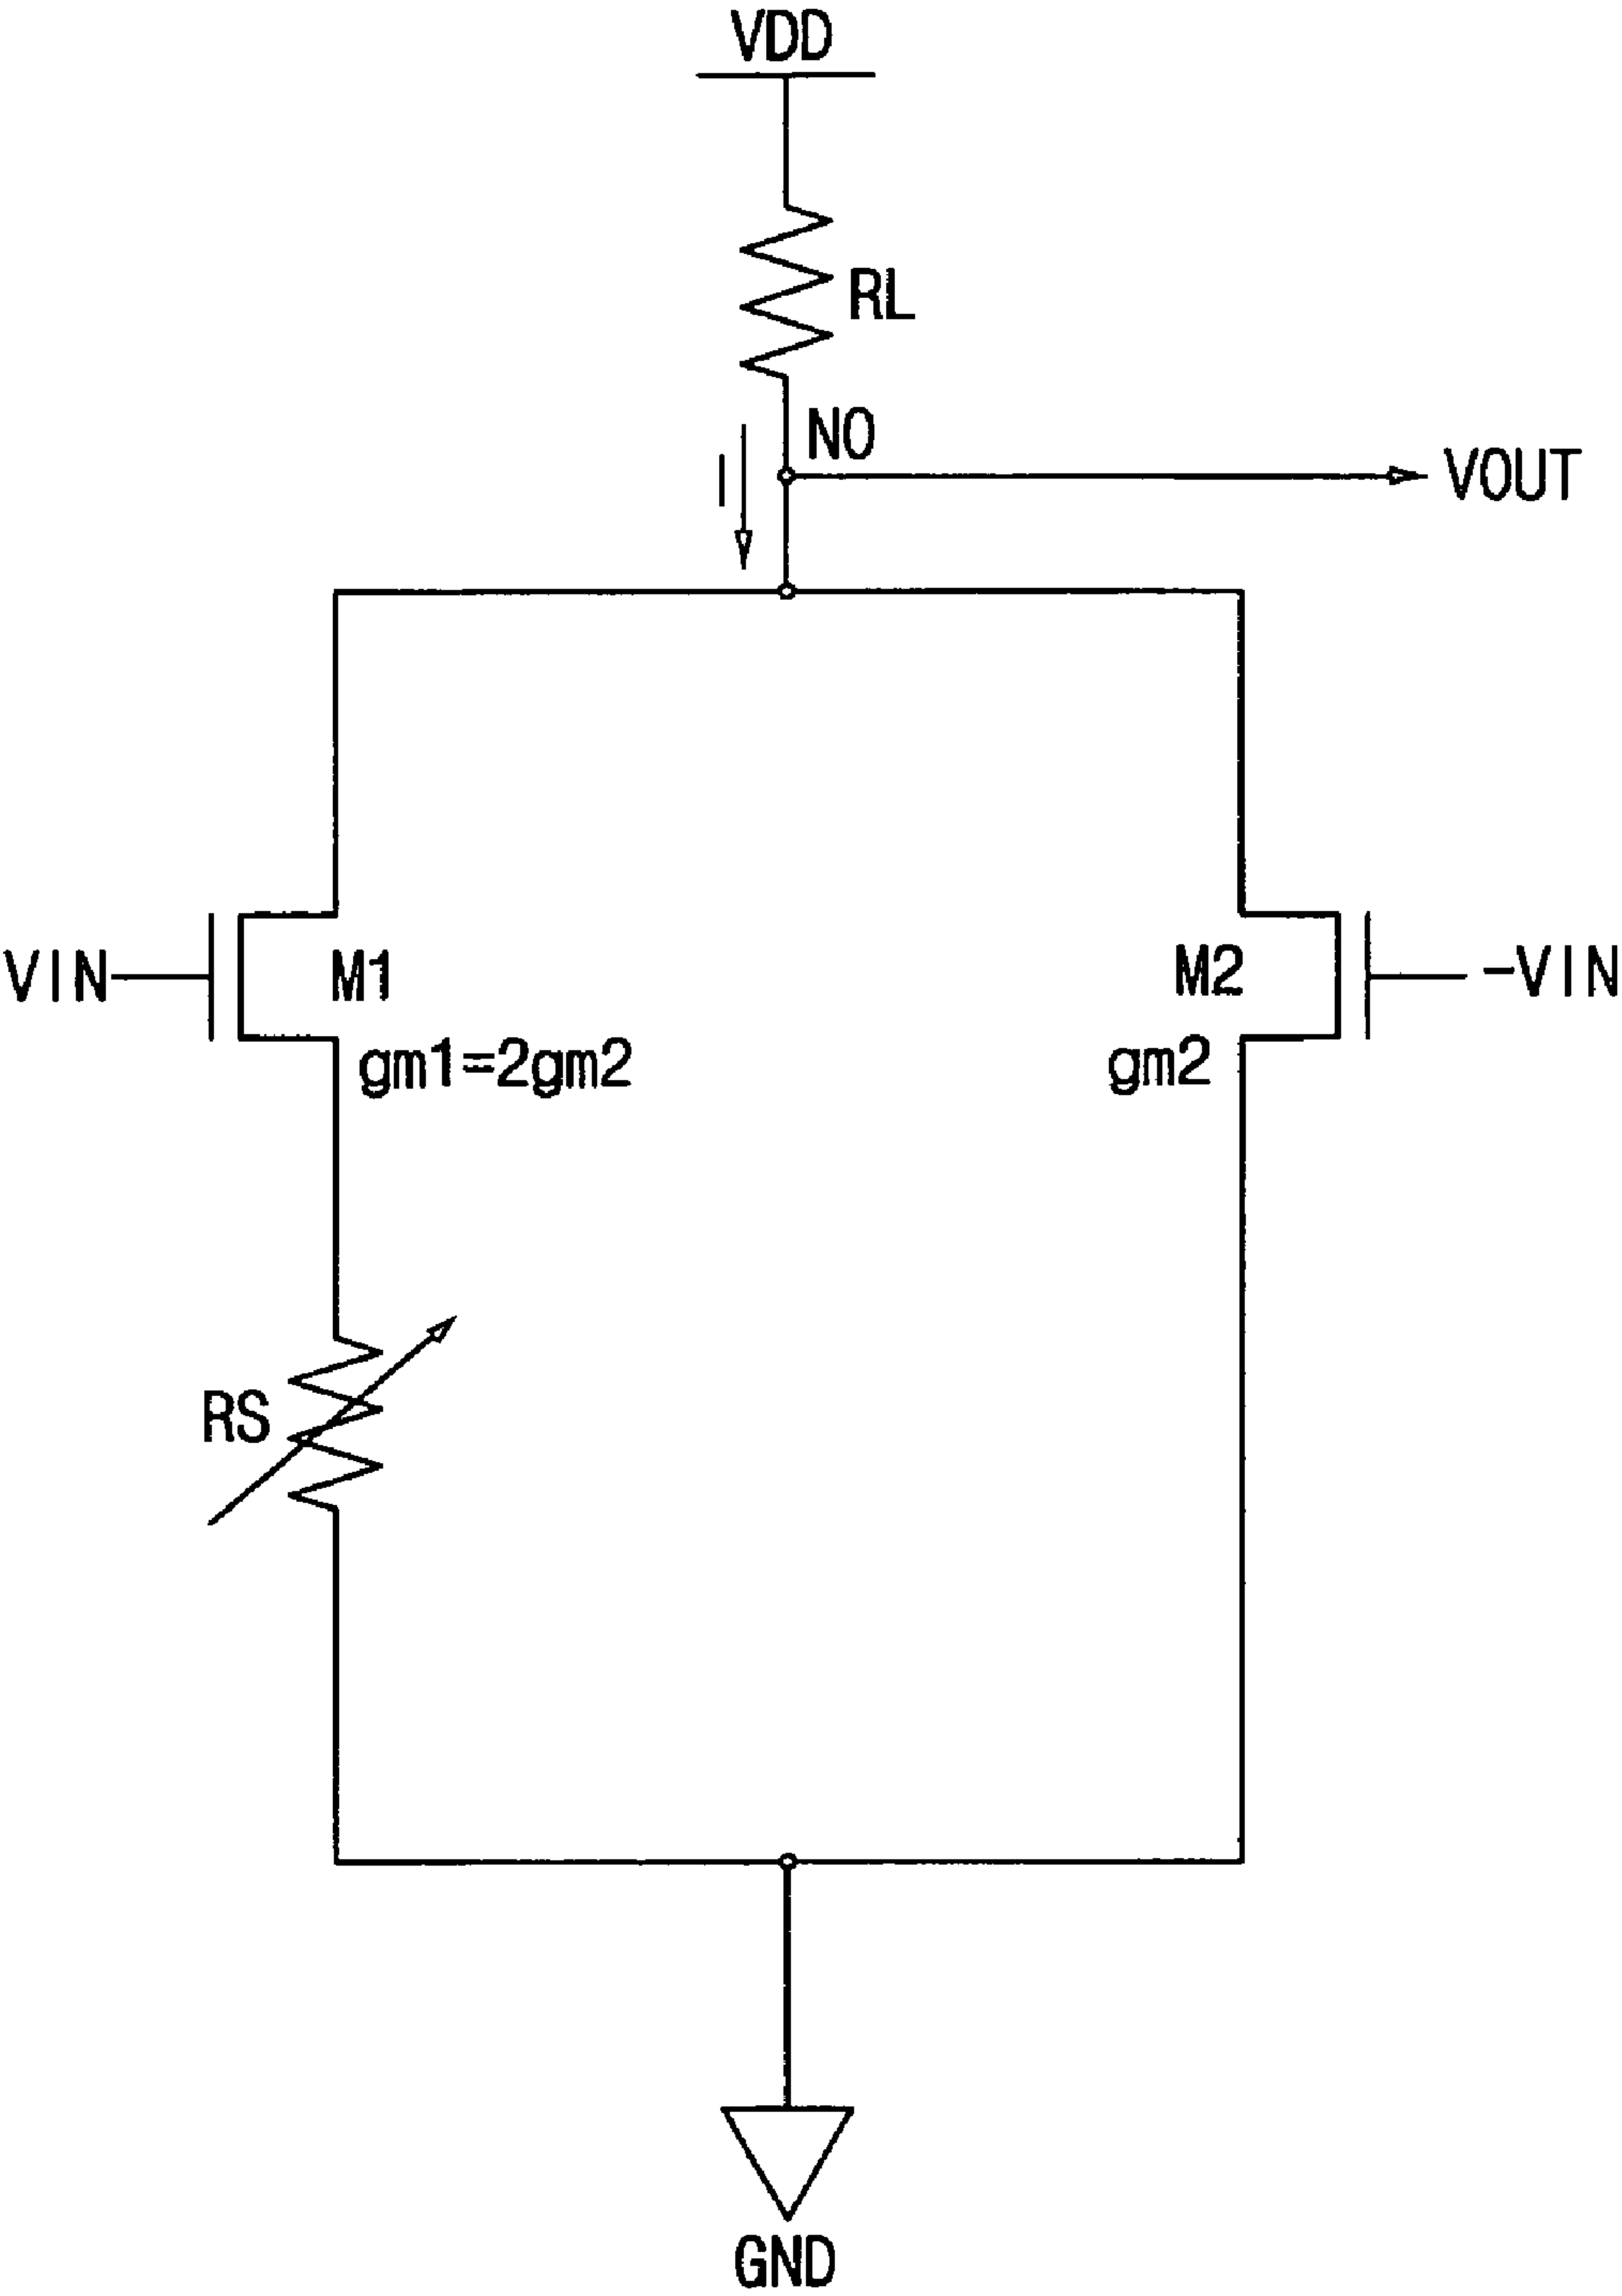 VDD
RL
NO
I
VOUT
VIN
M1
M2
-VIN
gm1=2gm2
gm2
RS
GND